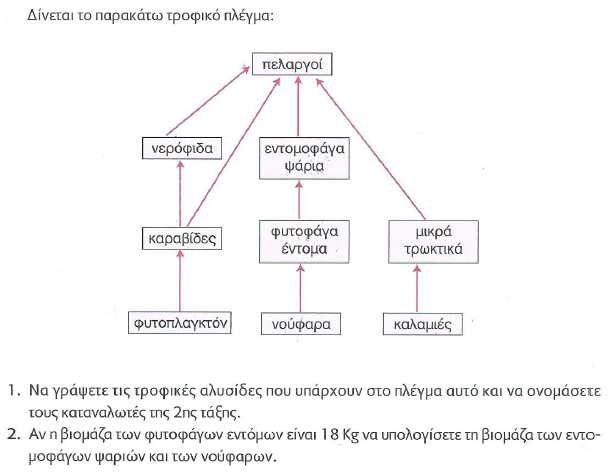 Δίνεται το παρακάτω τροφικό πλέγμα:
πελαργοί
νερόφιδα
εντομοφάγα
ψάρια
καραβίδες
φυτοφάγα
έντομα
μικρά
τρωκτικά
φυτοπλαγκτόν
νούφαρα
καλαμιές
1. Να γράψετε τις τροφικές αλυσίδες που υπάρχουν στο πλέγμα αυτό και να ονομάσετε
τους καταναλωτές της 2ης τάξης.
2. Αν η βιομάζα των φυτοφάγων εντόμων είναι 18 Kg να υπολογίσετε τη βιομάζα των εντο-
μοφάγων ψαριών και των νούφαρων.